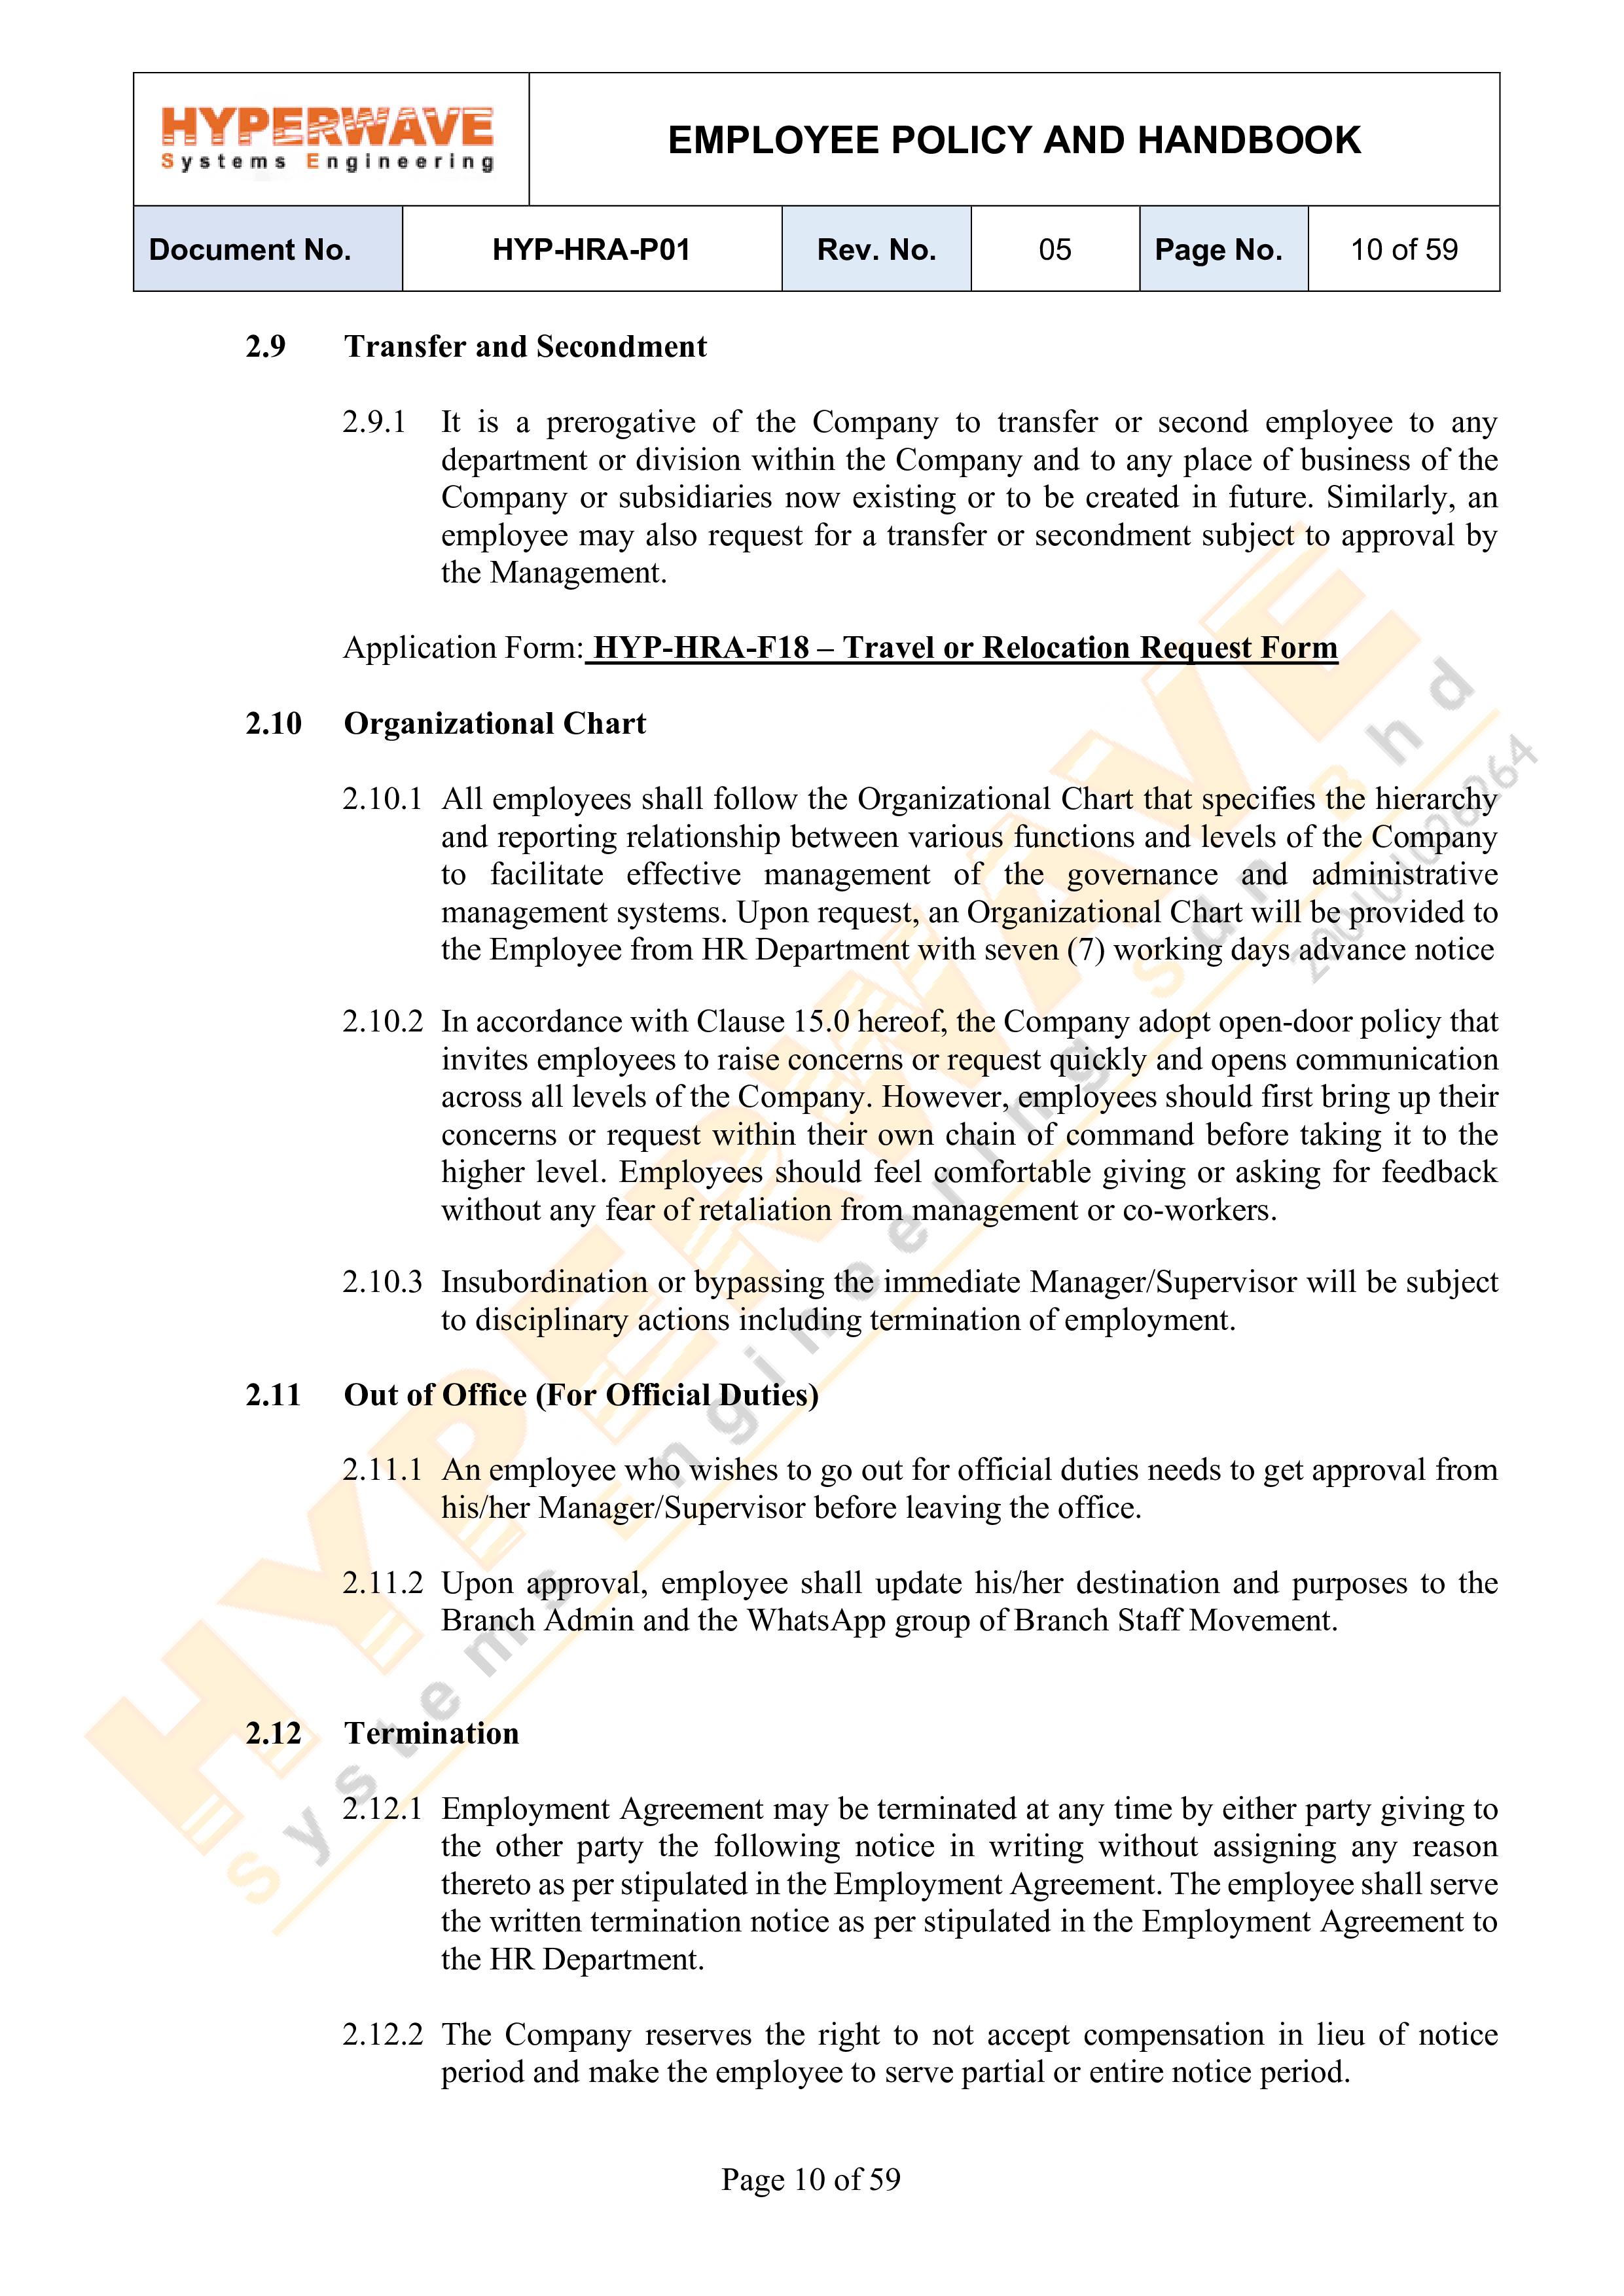 HYPERWAVE
Systems Engineering
EMPLOYEE POLICY AND HANDBOOK
Document No. HYP-HRA-P01 Rev. No. 05 Page No. 10 of 59
2.9 Transfer and Secondment
2.9.1 It is a prerogative of the Company to transfer or second employee to any
department or division within the Company and to any place of business of the
Company or subsidiaries now existing or to be created in future. Similarly, an
employee may also request for a transfer or secondment subject to approval by
the Management.
Application Form: HYP-HRA-F18 – Travel or Relocation Request Form
2.10 Organizational Chart
2.10.1 All employees shall follow the Organizational Chart that specifies the hierarchy
and reporting relationship between various functions and levels of the Company
to facilitate effective management of the governance and administrative
management systems. Upon request, an Organizational Chart will be provided to
the Employee from HR Department with seven (7) working days advance notice
2.10.2 In accordance with Clause 15.0 hereof, the Company adopt open-door policy that
invites employees to raise concerns or request quickly and opens communication
across all levels of the Company. However, employees should first bring up their
concerns or request within their own chain of command before taking it to the
higher level. Employees should feel comfortable giving or asking for feedback
without any fear of retaliation from management or co-workers.
2.10.3 Insubordination or bypassing the immediate Manager/Supervisor will be subject
to disciplinary actions including termination of employment.
2.11 Out of Office (For Official Duties)
2.11.1 An employee who wishes to go out for official duties needs to get approval from
his/her Manager/Supervisor before leaving the office.
2.11.2 Upon approval, employee shall update his/her destination and purposes to the
Branch Admin and the WhatsApp group of Branch Staff Movement.
2.12 Termination
2.12.1 Employment Agreement may be terminated at any time by either party giving to
the other party the following notice in writing without assigning any reason
thereto as per stipulated in the Employment Agreement. The employee shall serve
the written termination notice as per stipulated in the Employment Agreement to
the HR Department.
2.12.2 The Company reserves the right to not accept compensation in lieu of notice
period and make the employee to serve partial or entire notice period.
Page 10 of 59
HYPERWAVE
Systems Engineering Sdn Bhd